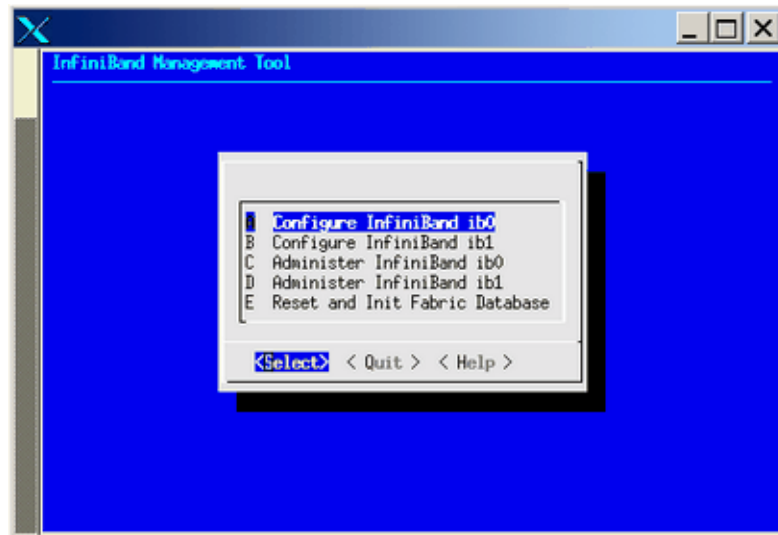 InfiniBand Management Tool
A Configure InfiniBand ib0
B Configure InfiniBand ib1
C Administer InfiniBand ib0
D Administer InfiniBand ib1
E Reset and Init Fabric Database
<Select> < Quit > < Help >